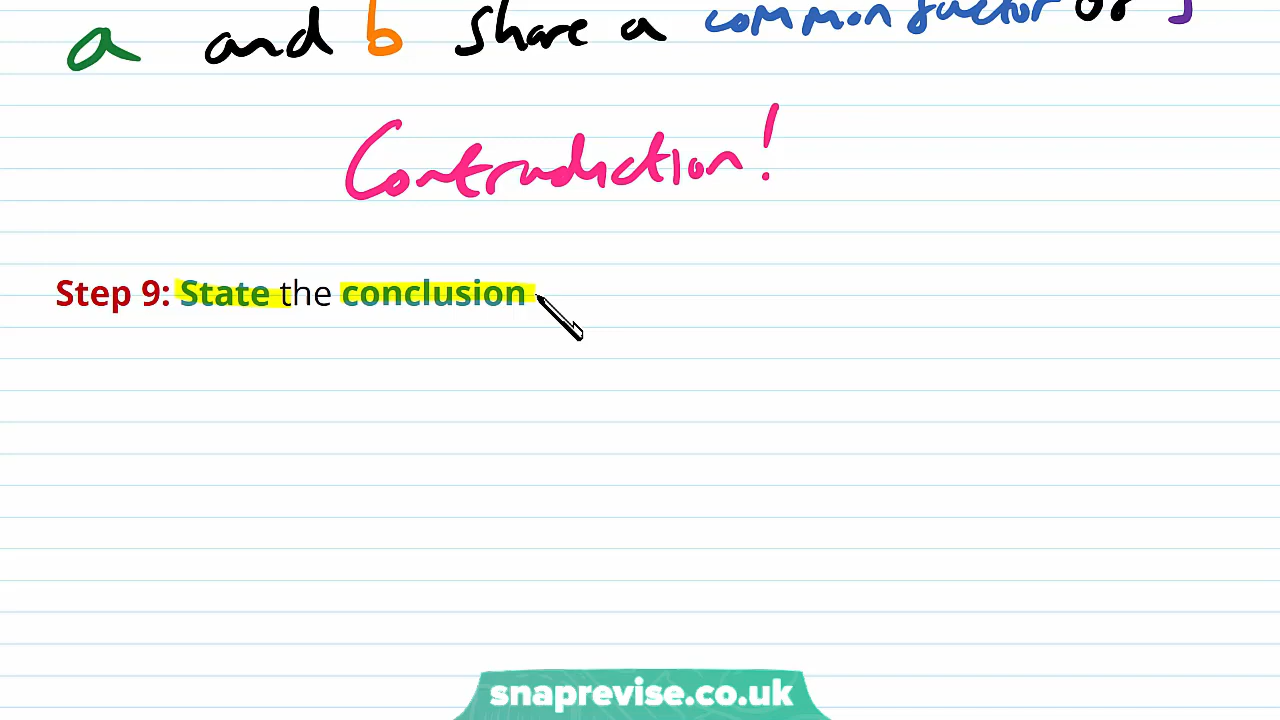 a and b share a common factor of
Contradiction!
Step 9: State the conclusion
snaprevise.co.uk